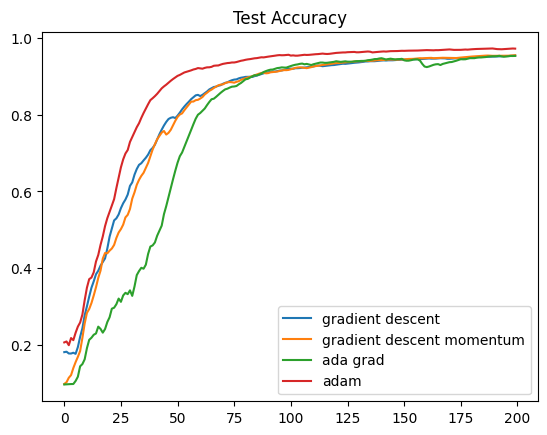 Test Accuracy
1.0
0.8
0.6
0.4
0.2
gradient descent
gradient descent momentum
ada grad
adam
0 25 50 75 100 125 150 175 200